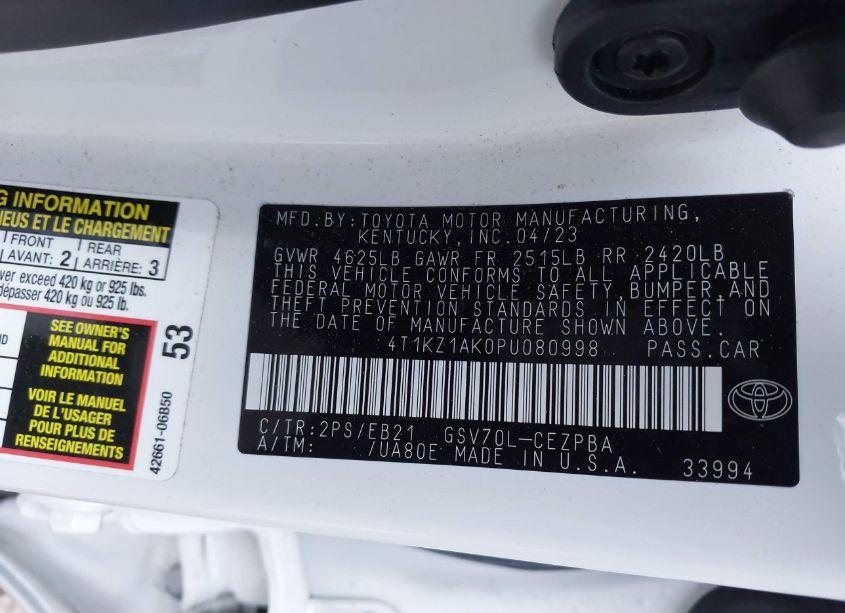 G INFORMATION
IEUS ET LE CHARGEMENT
FRONT REAR
AVANT: 2 ARRIÈRE: 3
ver exceed 420 kg or 925 lbs.
dépasser 420 kg ou 925 lb.
SEE OWNER'S
MANUAL FOR
ADDITIONAL
INFORMATION
VOIR LE MANUEL
DE L'USAGER
POUR PLUS DE
RENSEIGNEMENTS
53
42661-06B50
MFD.BY:TOYOTA MOTOR MANUFACTURING,
KENTUCKY,INC.04/23
GVWR 4625LB GAWR FR 2515LB RR 2420LB
THIS VEHICLE CONFORMS TO ALL APPLICABLE
FEDERAL MOTOR VEHICLE SAFETY,BUMPER,AND
THEFT PREVENTION STANDARDS IN EFFECT ON
THE DATE OF MANUFACTURE SHOWN ABOVE.
4T1KZ1AK0PU080998 PASS.CAR
C/TR:2PS/EB21 GSV70L-CEZPBA
A/TM: /UA80E MADE IN U.S.A. 33994